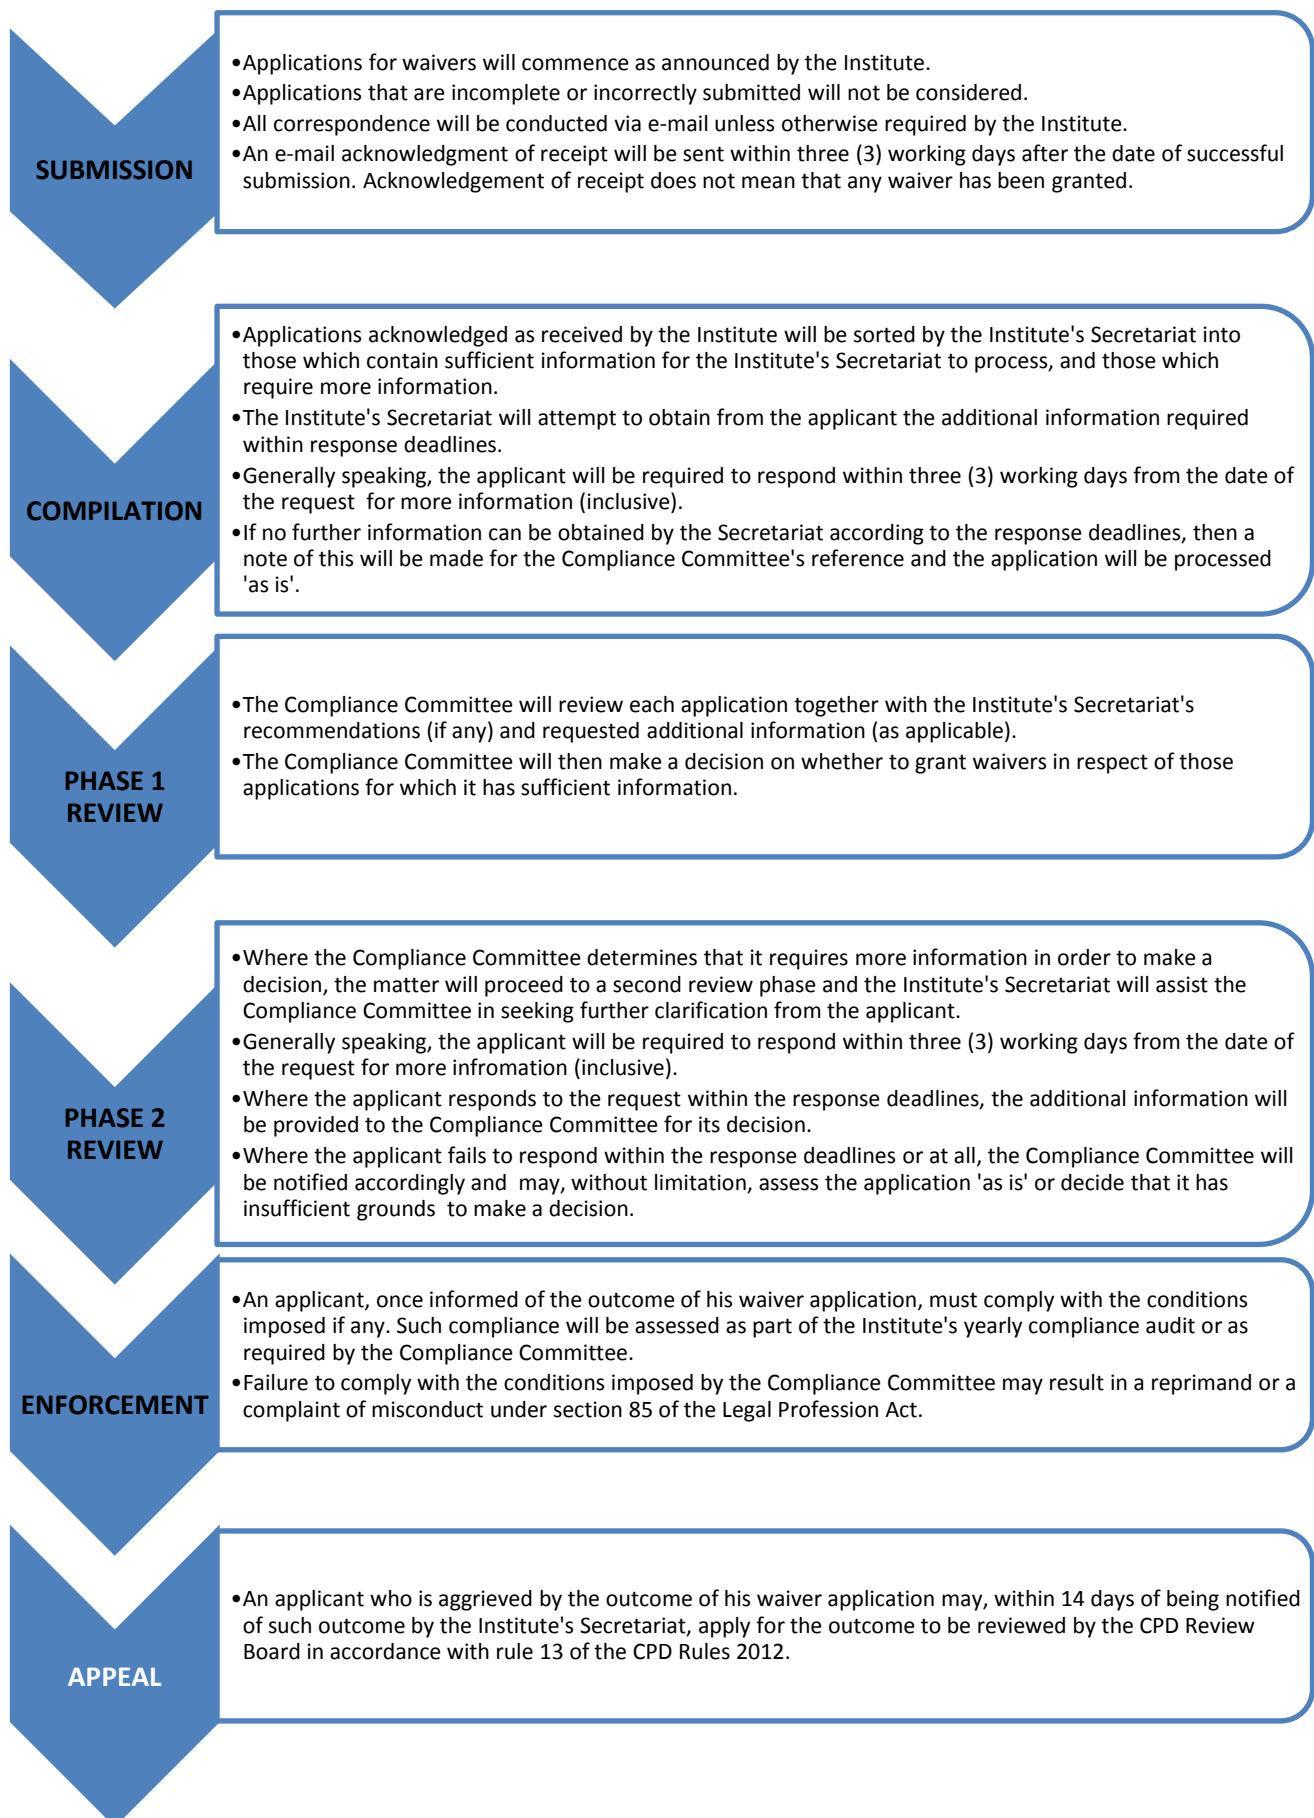 SUBMISSION
•Applications for waivers will commence as announced by the Institute.
•Applications that are incomplete or incorrectly submitted will not be considered.
•All correspondence will be conducted via e-mail unless otherwise required by the Institute.
•An e-mail acknowledgment of receipt will be sent within three (3) working days after the date of successful
submission. Acknowledgement of receipt does not mean that any waiver has been granted.
COMPILATION
•Applications acknowledged as received by the Institute will be sorted by the Institute's Secretariat into
those which contain sufficient information for the Institute's Secretariat to process, and those which
require more information.
•The Institute's Secretariat will attempt to obtain from the applicant the additional information required
within response deadlines.
•Generally speaking, the applicant will be required to respond within three (3) working days from the date of
the request  for more information (inclusive).
•If no further information can be obtained by the Secretariat according to the response deadlines, then a
note of this will be made for the Compliance Committee's reference and the application will be processed
'as is'.
PHASE 1
REVIEW
•The Compliance Committee will review each application together with the Institute's Secretariat's
recommendations (if any) and requested additional information (as applicable).
•The Compliance Committee will then make a decision on whether to grant waivers in respect of those
applications for which it has sufficient information.
PHASE 2
REVIEW
•Where the Compliance Committee determines that it requires more information in order to make a
decision, the matter will proceed to a second review phase and the Institute's Secretariat will assist the
Compliance Committee in seeking further clarification from the applicant.
•Generally speaking, the applicant will be required to respond within three (3) working days from the date of
the request for more infromation (inclusive).
•Where the applicant responds to the request within the response deadlines, the additional information will
be provided to the Compliance Committee for its decision.
•Where the applicant fails to respond within the response deadlines or at all, the Compliance Committee will
be notified accordingly and  may, without limitation, assess the application 'as is' or decide that it has
insufficient grounds  to make a decision.
ENFORCEMENT
•An applicant, once informed of the outcome of his waiver application, must comply with the conditions
imposed if any. Such compliance will be assessed as part of the Institute's yearly compliance audit or as
required by the Compliance Committee.
•Failure to comply with the conditions imposed by the Compliance Committee may result in a reprimand or a
complaint of misconduct under section 85 of the Legal Profession Act.
APPEAL
•An applicant who is aggrieved by the outcome of his waiver application may, within 14 days of being notified
of such outcome by the Institute's Secretariat, apply for the outcome to be reviewed by the CPD Review
Board in accordance with rule 13 of the CPD Rules 2012.